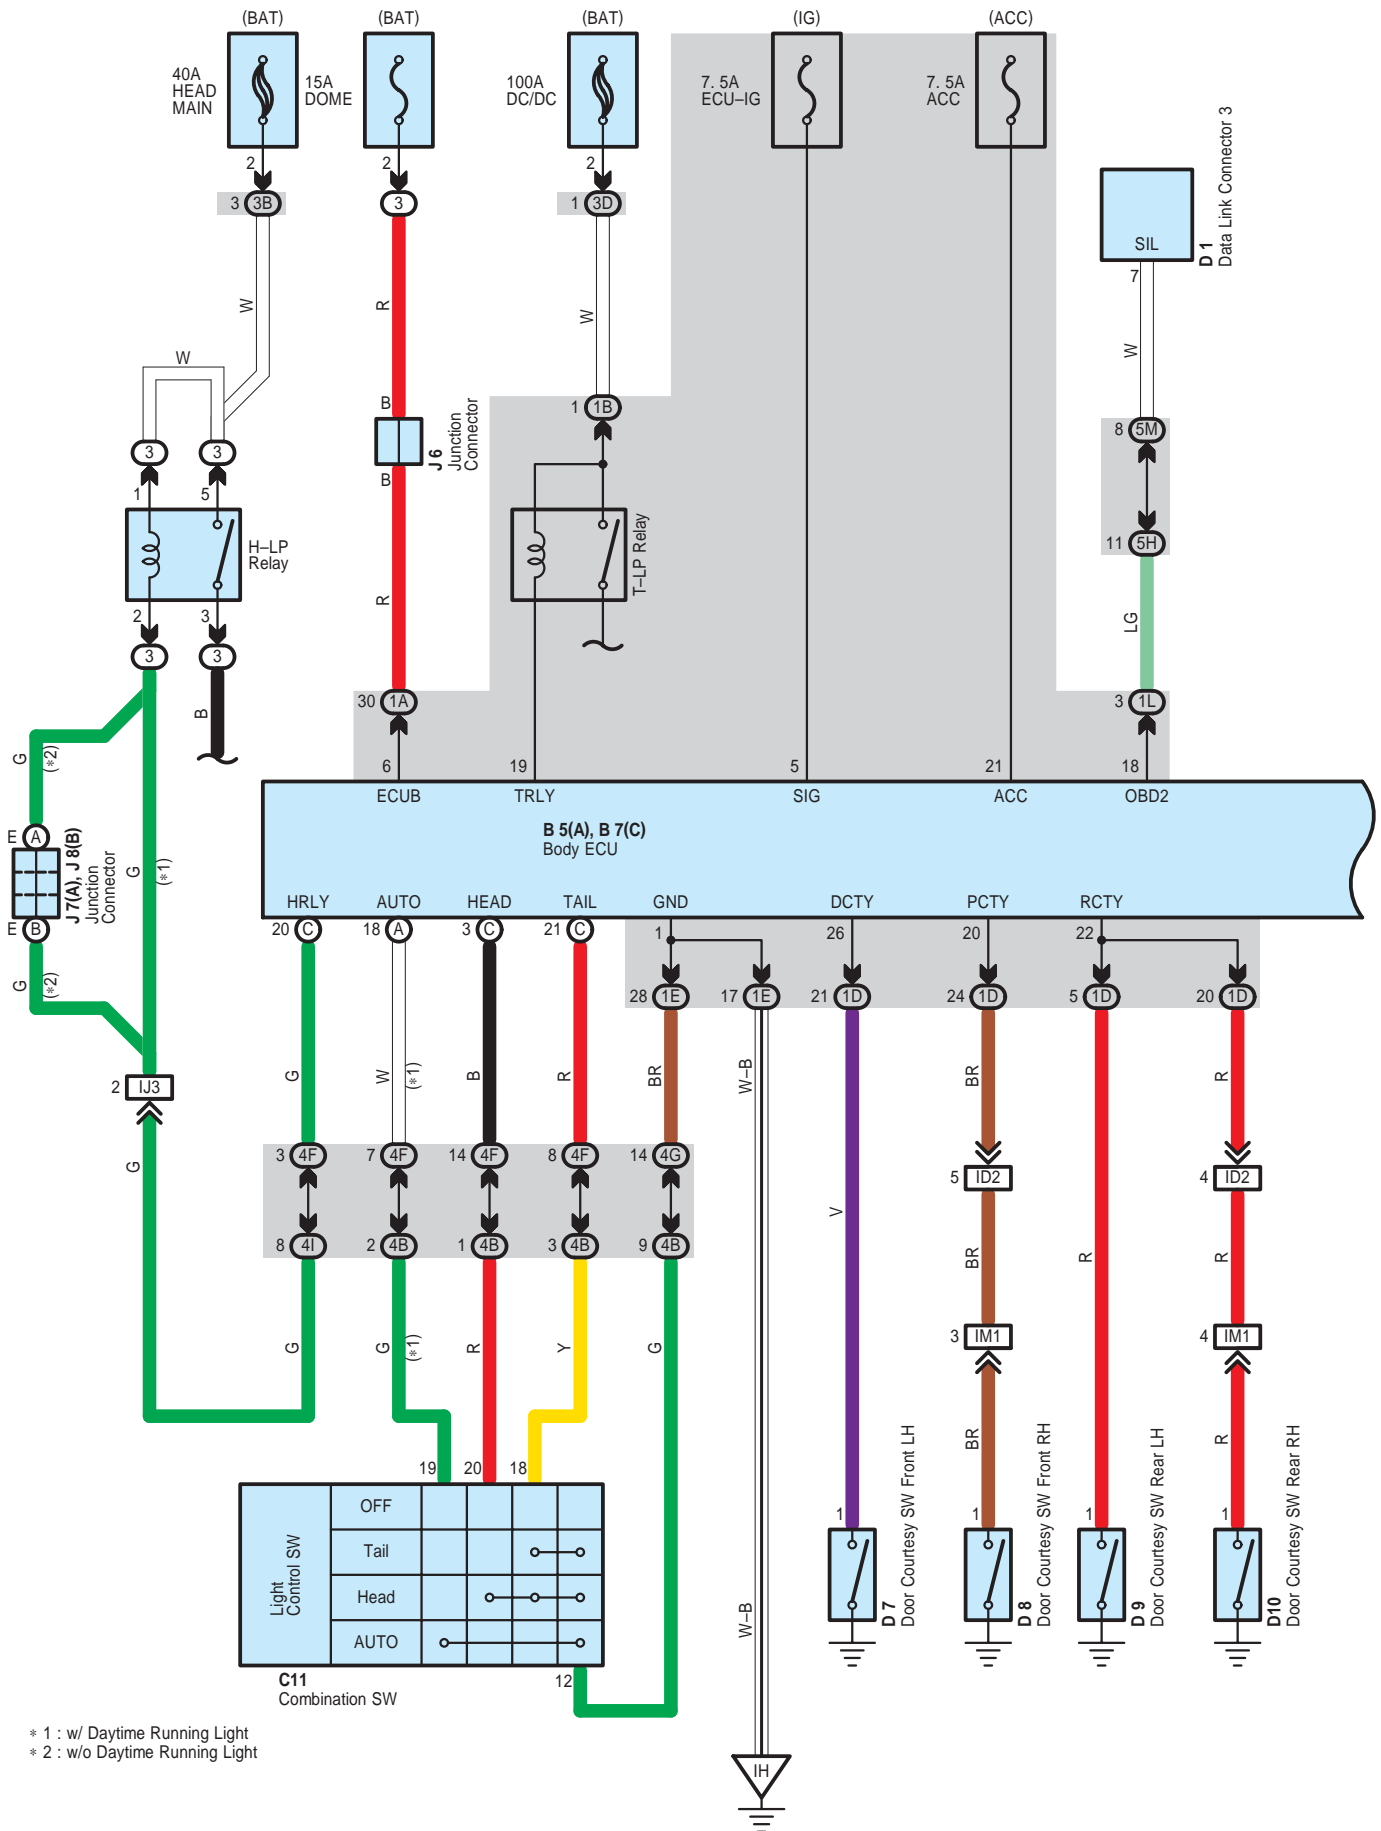 (BAT)
(BAT)
(BAT)
(IG)
(ACC)
40A
HEAD
MAIN
15A
DOME
100A
DC/DC
7. 5A
ECU–IG
7. 5A
ACC
2
2
2
3
3B
3
1
3D
SIL
7
D 1
Data Link Connector 3
W
R
W
W
W
B
J 6
Junction
Connector
B
1
1B
8
5M
3
3
1
5
H–LP
Relay
T–LP Relay
11
5H
2
3
3
3
R
LG
B
30
1A
3
1L
G
(*2)
6
19
5
21
18
ECUB
TRLY
SIG
ACC
OBD2
B 5(A), B 7(C)
Body ECU
E
A
J 7(A), J 8(B)
Junction
Connector
G
(*1)
E
B
HRLY
AUTO
HEAD
TAIL
GND
DCTY
PCTY
RCTY
20
C
18
A
3
C
21
C
1
26
20
22
G
(*2)
28
1E
17
1E
21
1D
24
1D
5
1D
20
1D
2
IJ3
G
W
(*1)
B
R
BR
W–B
BR
R
G
3
4F
7
4F
14
4F
8
4F
14
4G
5
ID2
4
ID2
V
8
4I
2
4B
1
4B
3
4B
9
4B
BR
R
R
G
G
(*1)
R
Y
G
3
IM1
4
IM1
BR
R
19
20
18
W–B
1
1
1
1
Light
Control SW
OFF
Tail
Head
AUTO
D 7
Door Courtesy SW Front LH
D 8
Door Courtesy SW Front RH
D 9
Door Courtesy SW Rear LH
D10
Door Courtesy SW Rear RH
12
C11
Combination SW
* 1 : w/ Daytime Running Light
* 2 : w/o Daytime Running Light
IH